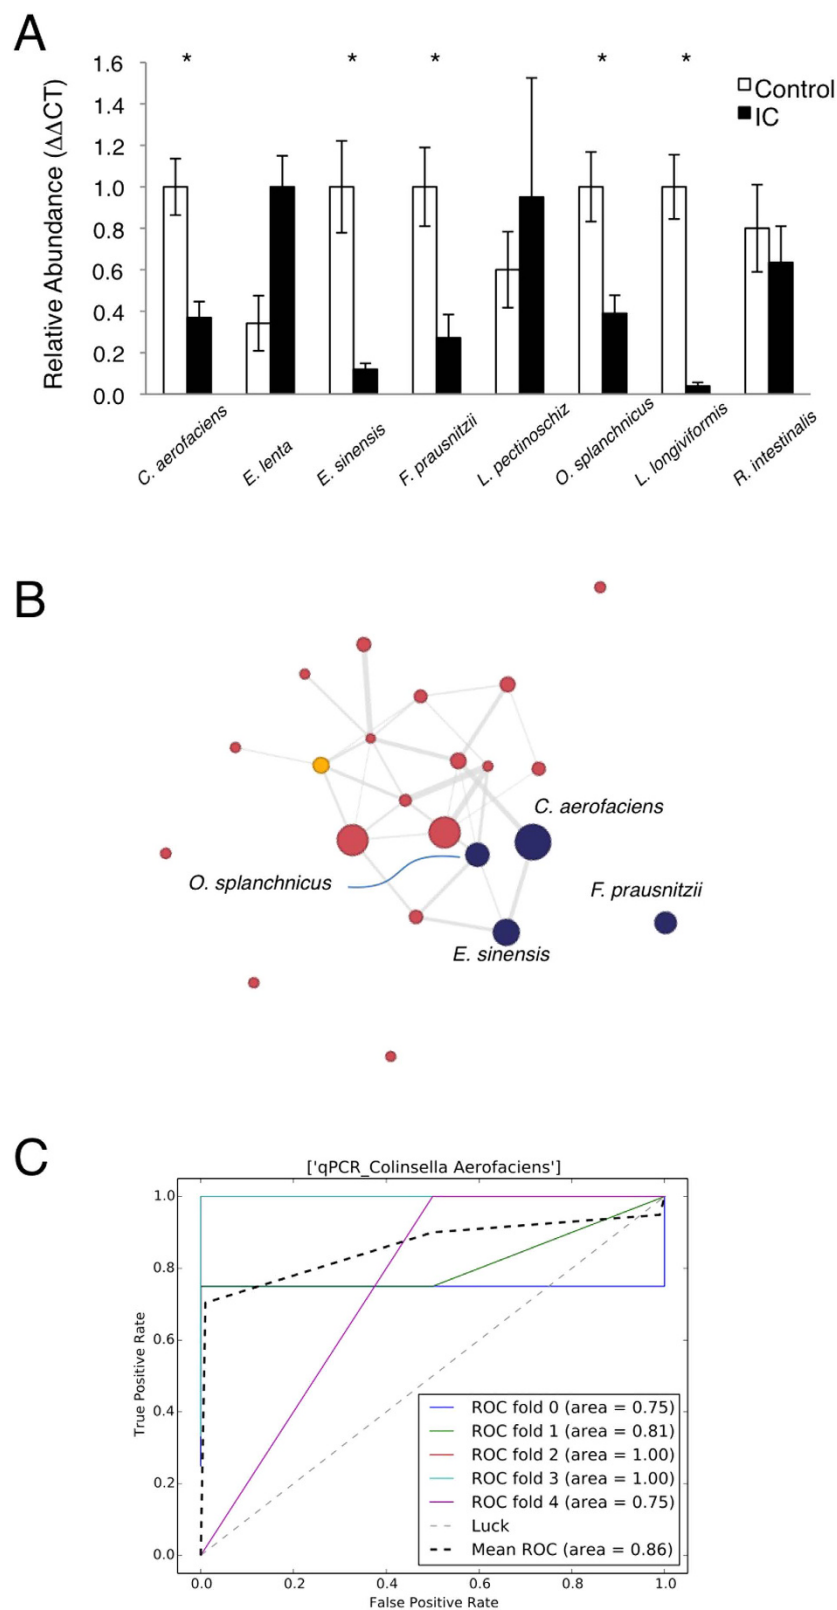 A
1.6
1.4
1.2
1.0
0.8
0.6
0.4
0.2
0.0
Relative Abundance (ΔΔCT)
* * * * *
Control
IC
C. aerofaciens
E. lenta
E. sinensis
F. prausnitzii
L. pectinoschiz
O. splanchnicus
L. longiviformis
R. intestinalis
B
C. aerofaciens
O. splanchnicus
F. prausnitzii
E. sinensis
C
['qPCR_Colinsella Aerofaciens']
1.0
0.8
0.6
0.4
0.2
0.0
True Positive Rate
ROC fold 0 (area = 0.75)
ROC fold 1 (area = 0.81)
ROC fold 2 (area = 1.00)
ROC fold 3 (area = 1.00)
ROC fold 4 (area = 0.75)
Luck
Mean ROC (area = 0.86)
0.0 0.2 0.4 0.6 0.8 1.0
False Positive Rate